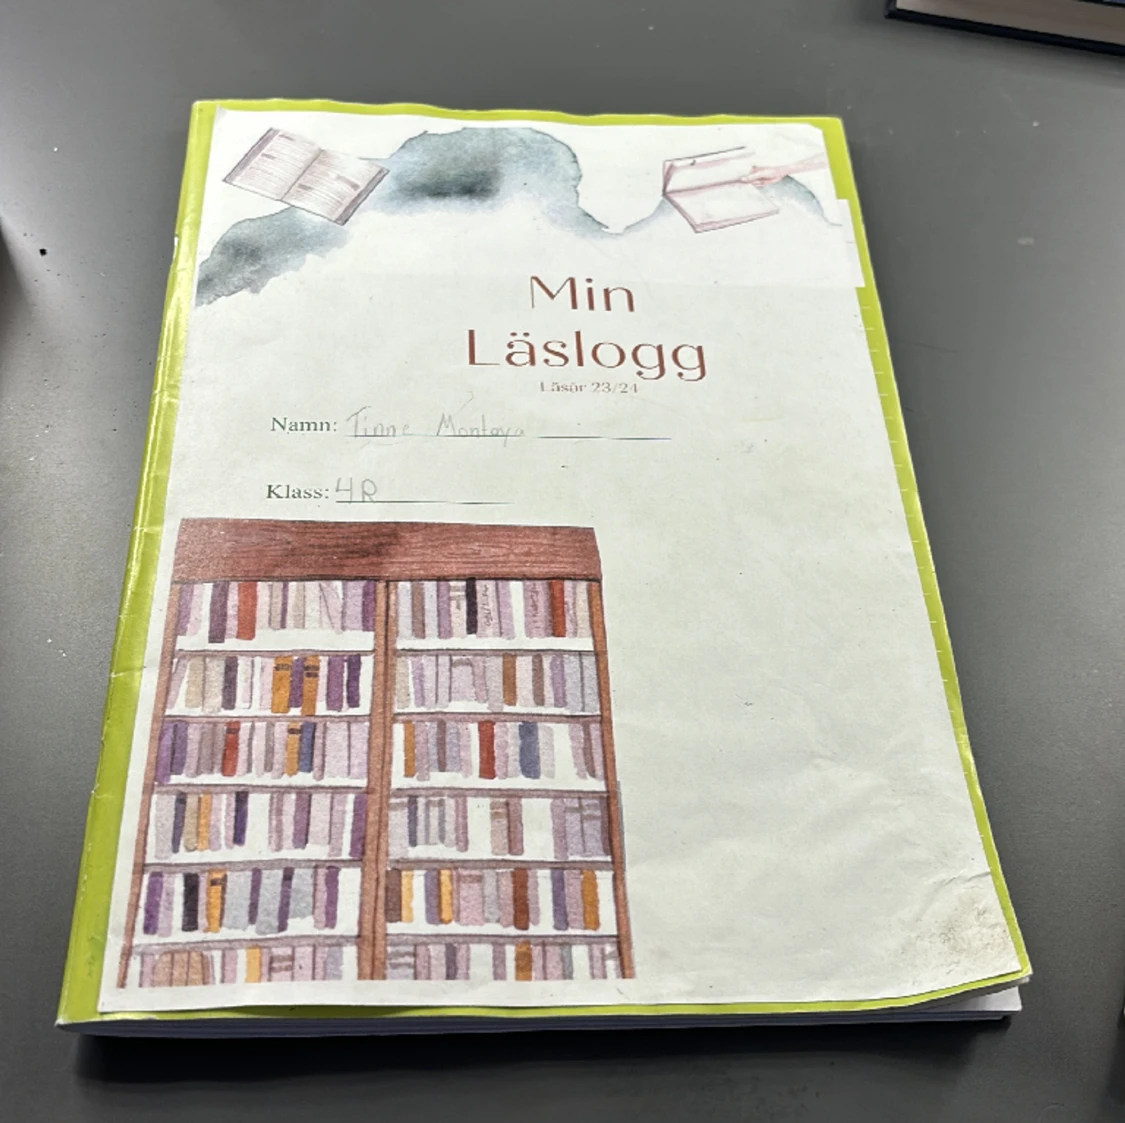 Min
Läslogg
Läsår 23/24
Namn: Tinne Montoya
Klass: 4R